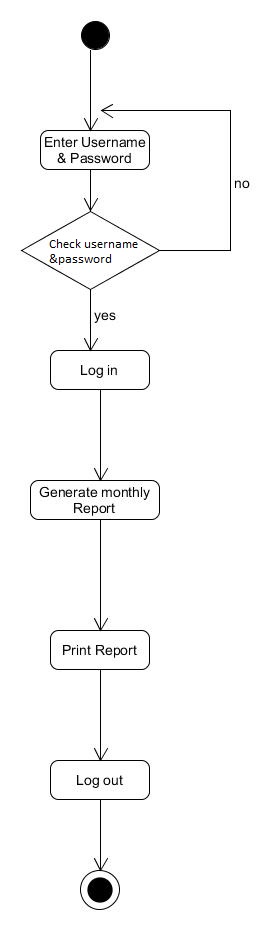 Enter Username
& Password
no
Check username
&password
yes
Log in
Generate monthly
Report
Print Report
Log out